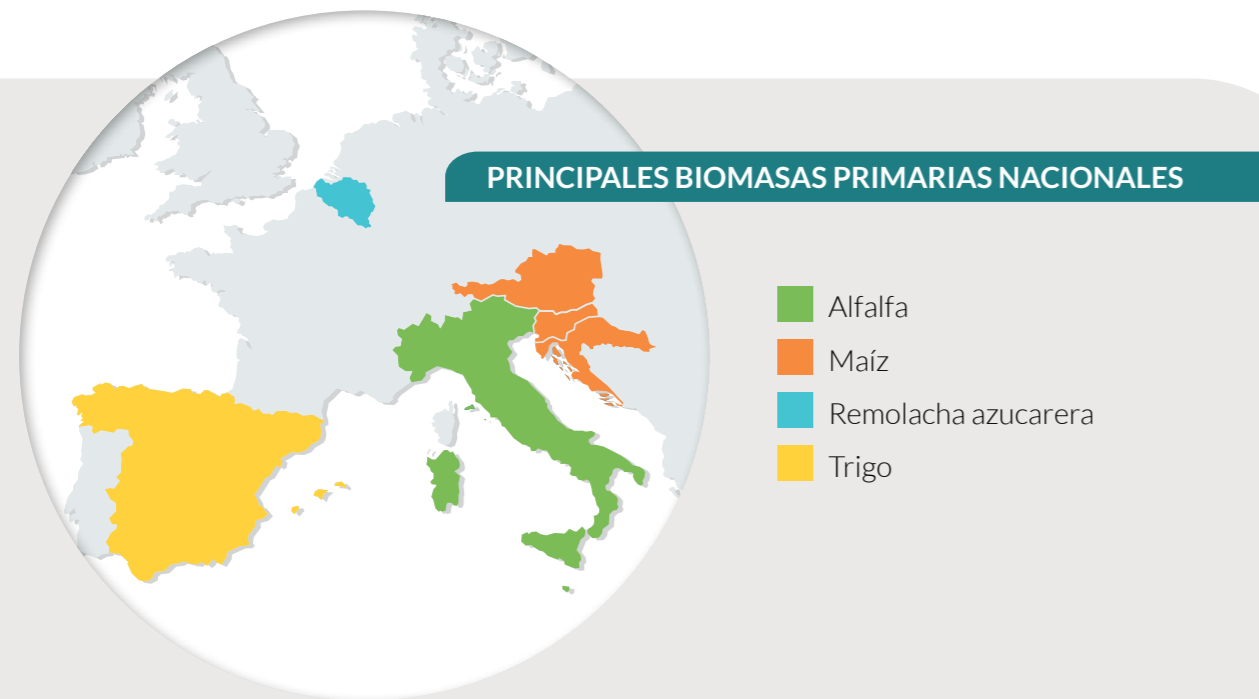 PRINCIPALES BIOMASAS PRIMARIAS NACIONALES
Alfalfa
Maíz
Remolacha azucarera
Trigo